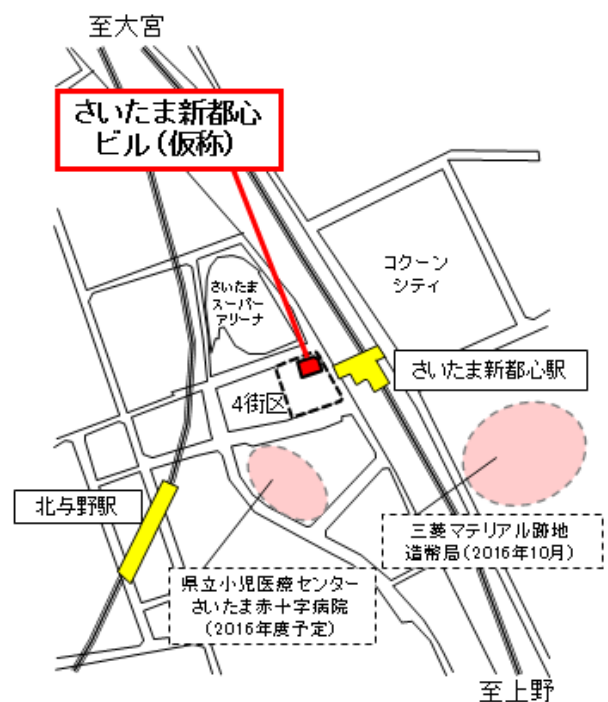 至大宮
さいたま新都心
ビル（仮称）
コクーン
シティ
さいたま
スーパー
アリーナ
さいたま新都心駅
4街区
北与野駅
三菱マテリアル跡地
造幣局（2016年10月）
県立小児医療センター
さいたま赤十字病院
（2016年度予定）
至上野